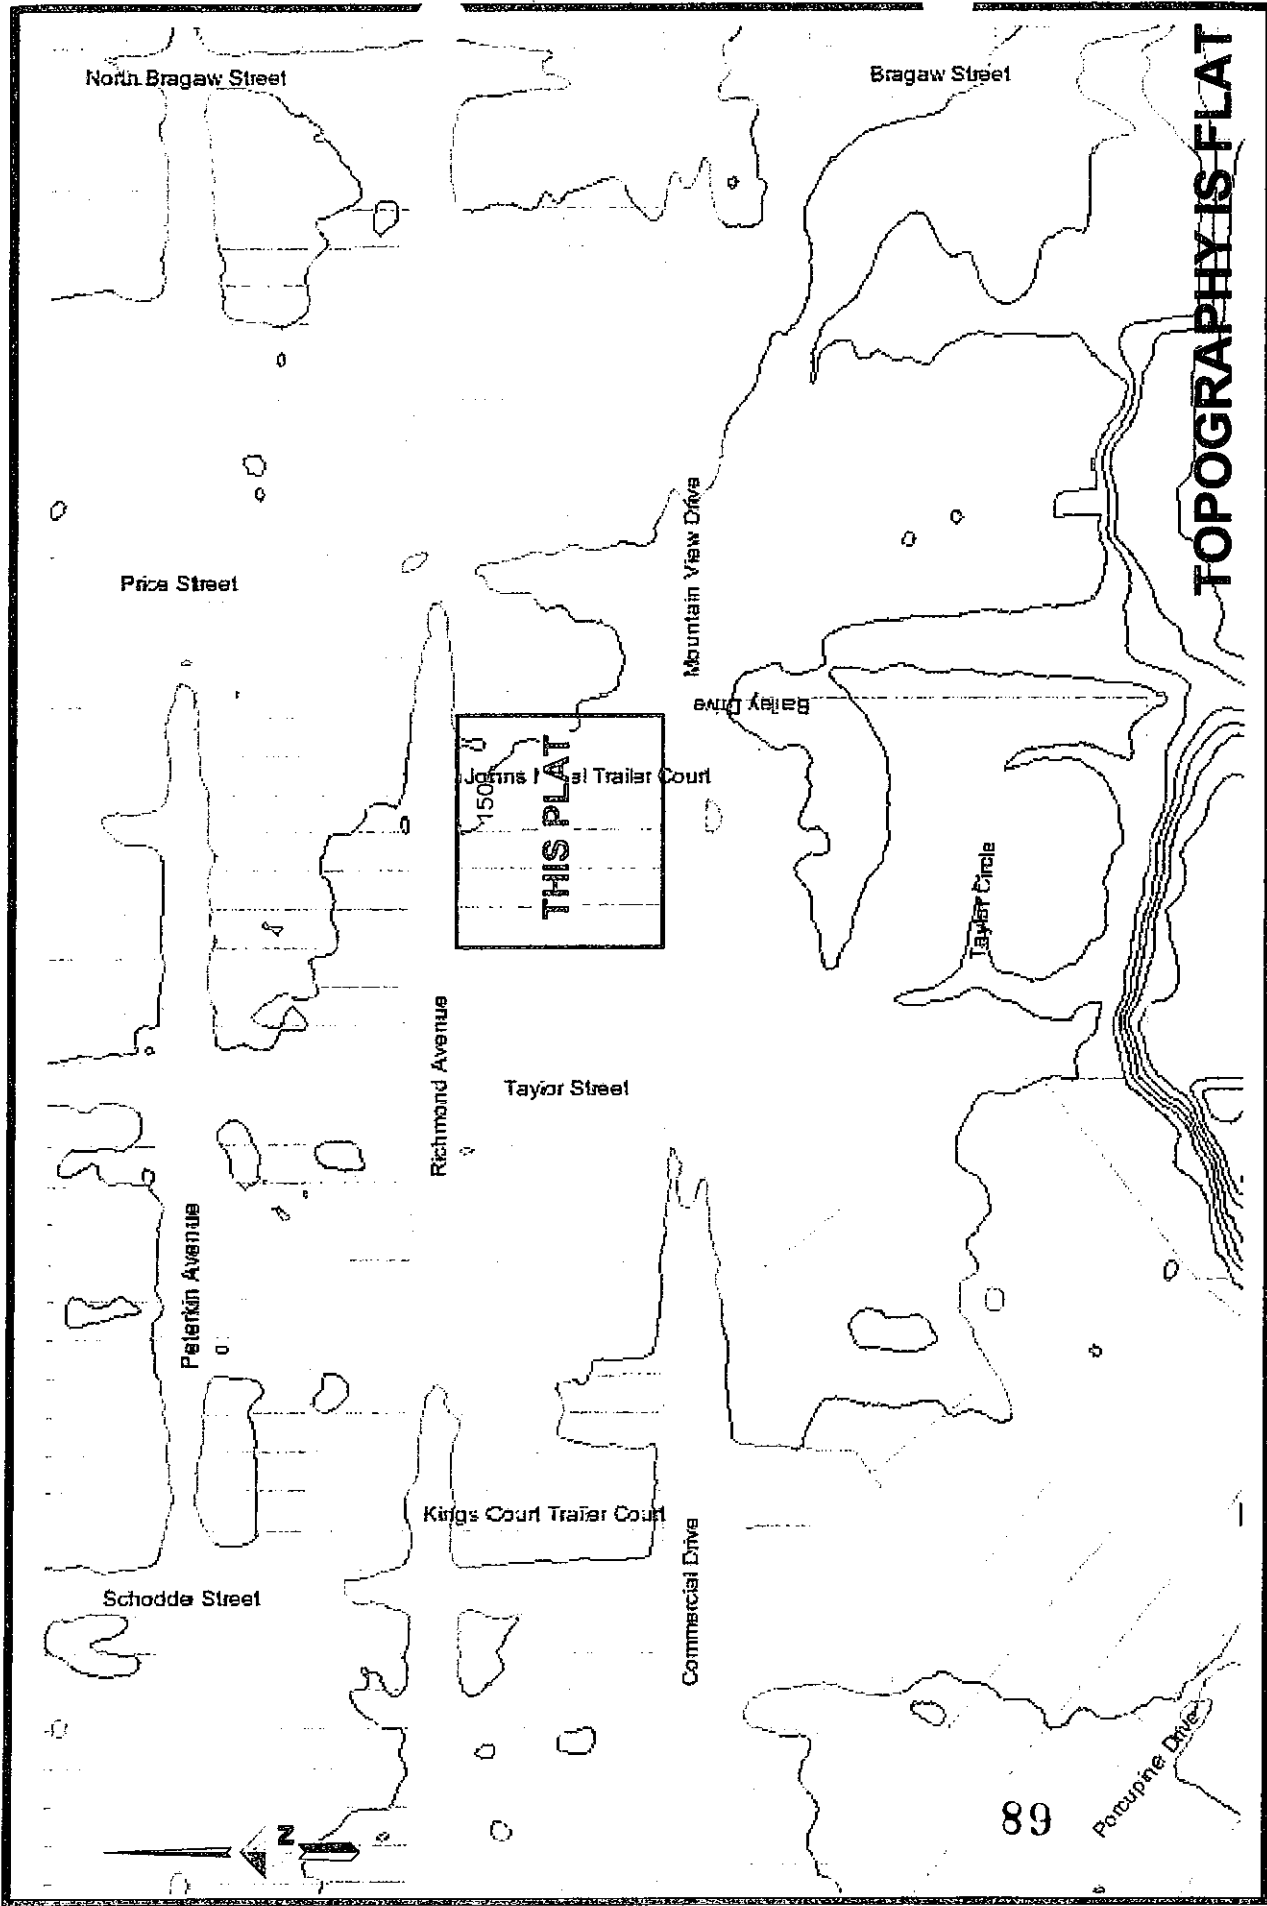 North Bragaw Street
Bragaw Street
TOPOGRAPHY IS FLAT
Price Street
Mountain View Drive
Bailey Drive
Johns
Trailer Court
150
THIS PLAT
Taylor Circle
Richmond Avenue
Taylor Street
Peterkin Avenue
Kings Court Trailer Court
Commercial Drive
Schodde Street
Porcupine Drive
N
89